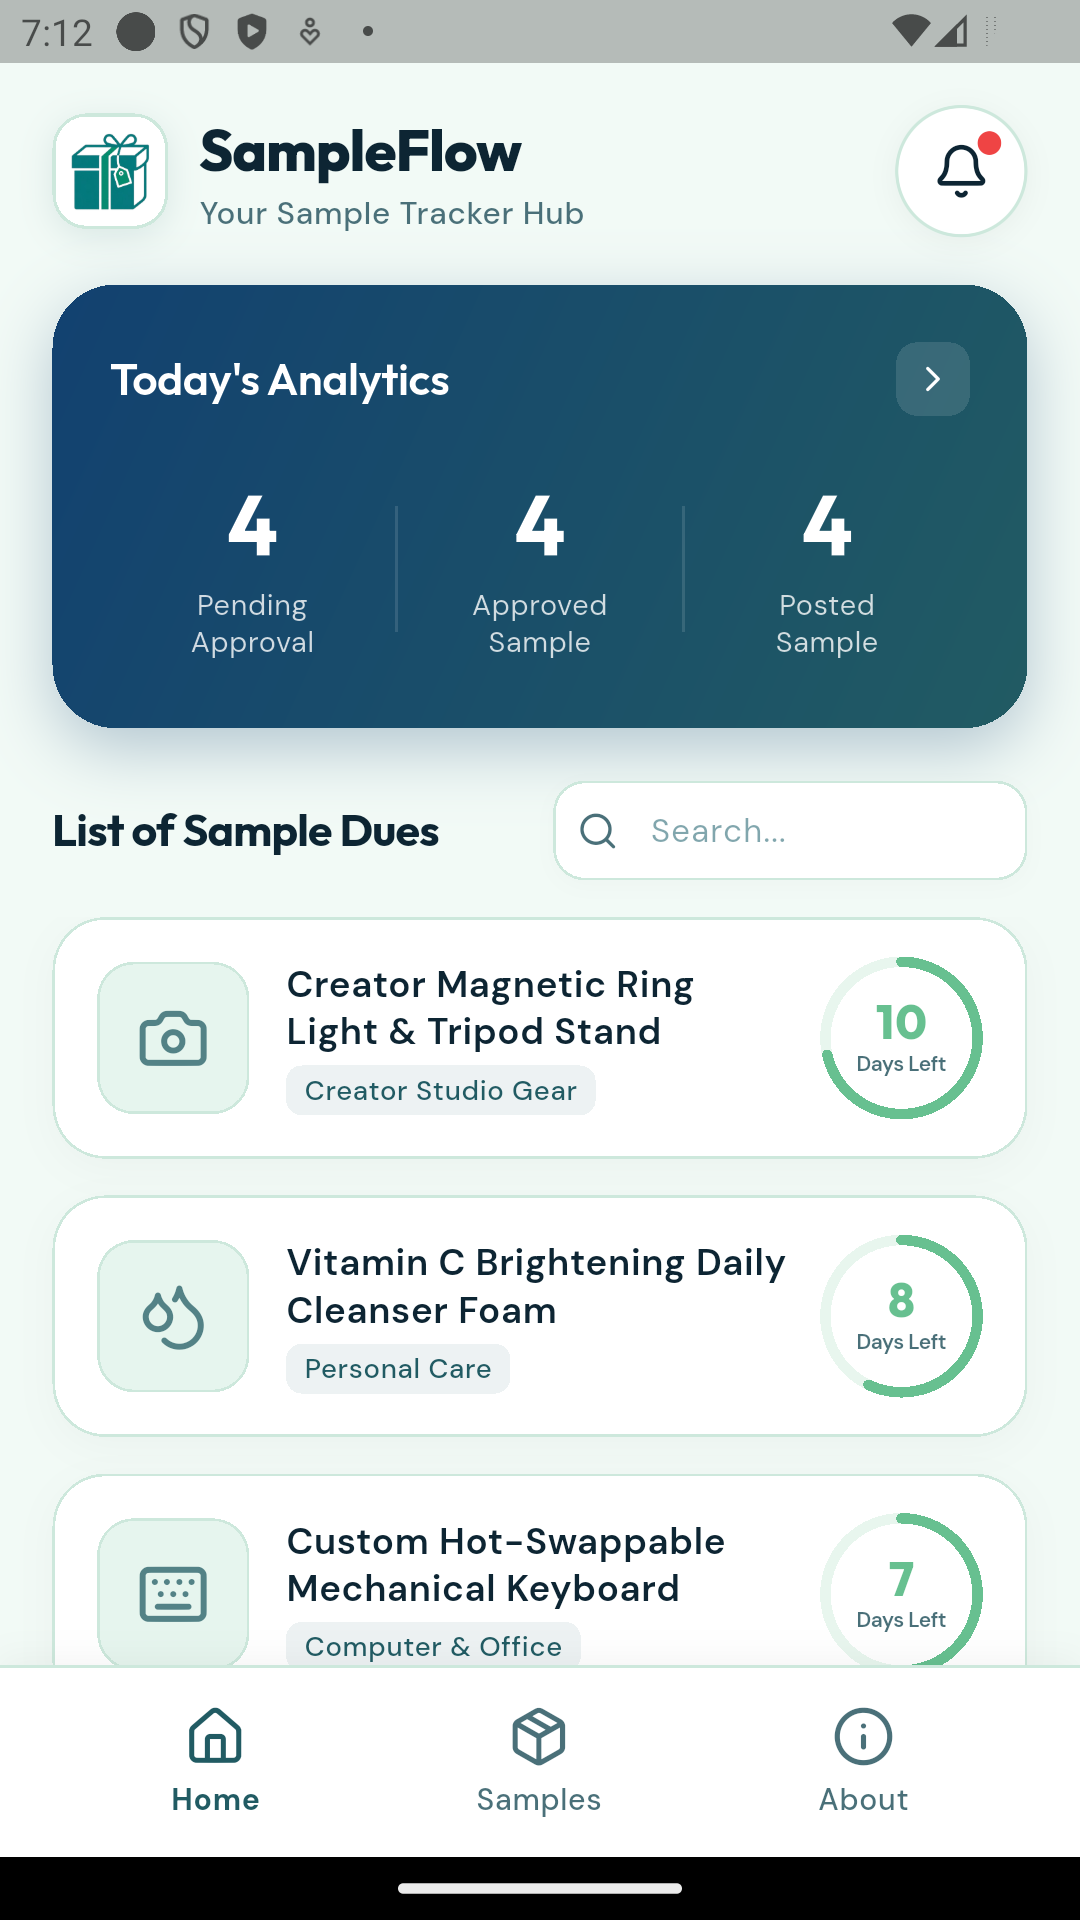 7:12
SampleFlow
Your Sample Tracker Hub
Today's Analytics
4
Pending
Approval
4
Approved
Sample
4
Posted
Sample
List of Sample Dues
Search...
Creator Magnetic Ring
Light & Tripod Stand
Creator Studio Gear
10
Days Left
Vitamin C Brightening Daily
Cleanser Foam
Personal Care
8
Days Left
Custom Hot-Swappable
Mechanical Keyboard
Computer & Office
7
Days Left
Home
Samples
About